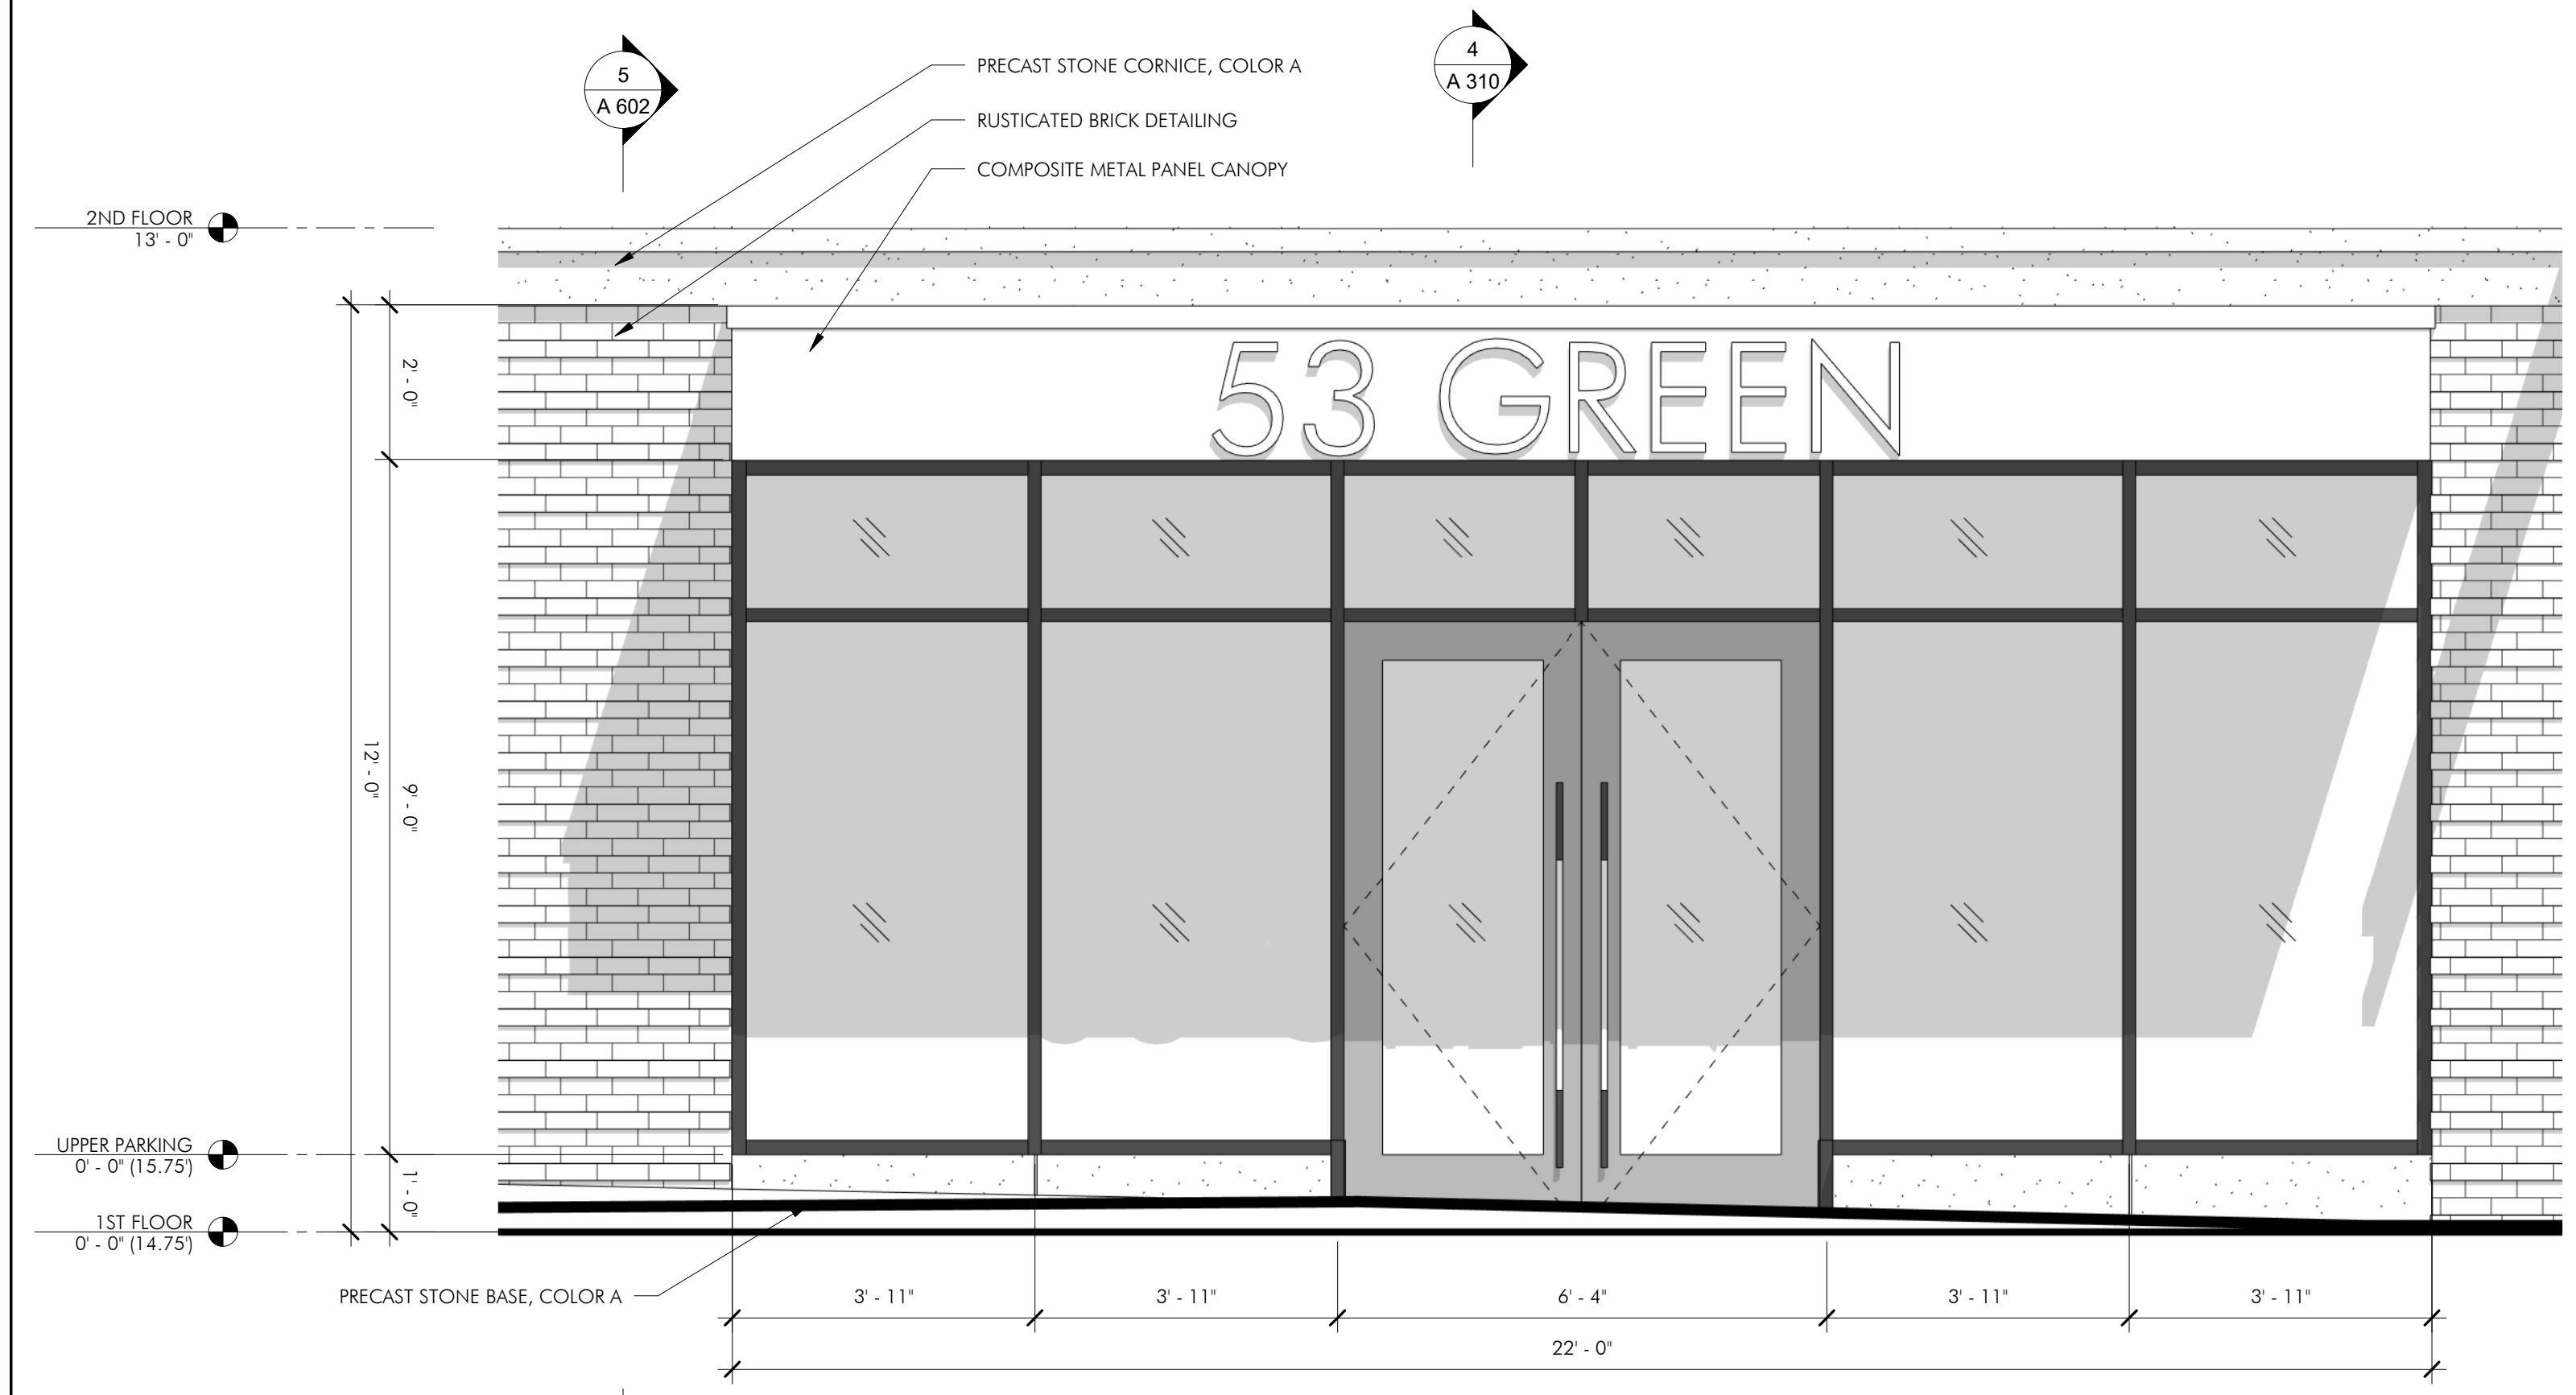 5
A 602
4
A 310
PRECAST STONE CORNICE, COLOR A
RUSTICATED BRICK DETAILING
COMPOSITE METAL PANEL CANOPY
2ND FLOOR
13' - 0"
2' - 0"
53 GREEN
12' - 0"
9' - 0"
UPPER PARKING
0' - 0" (15.75')
1' - 0"
1ST FLOOR
0' - 0" (14.75')
PRECAST STONE BASE, COLOR A
3' - 11"
3' - 11"
6' - 4"
3' - 11"
3' - 11"
22' - 0"